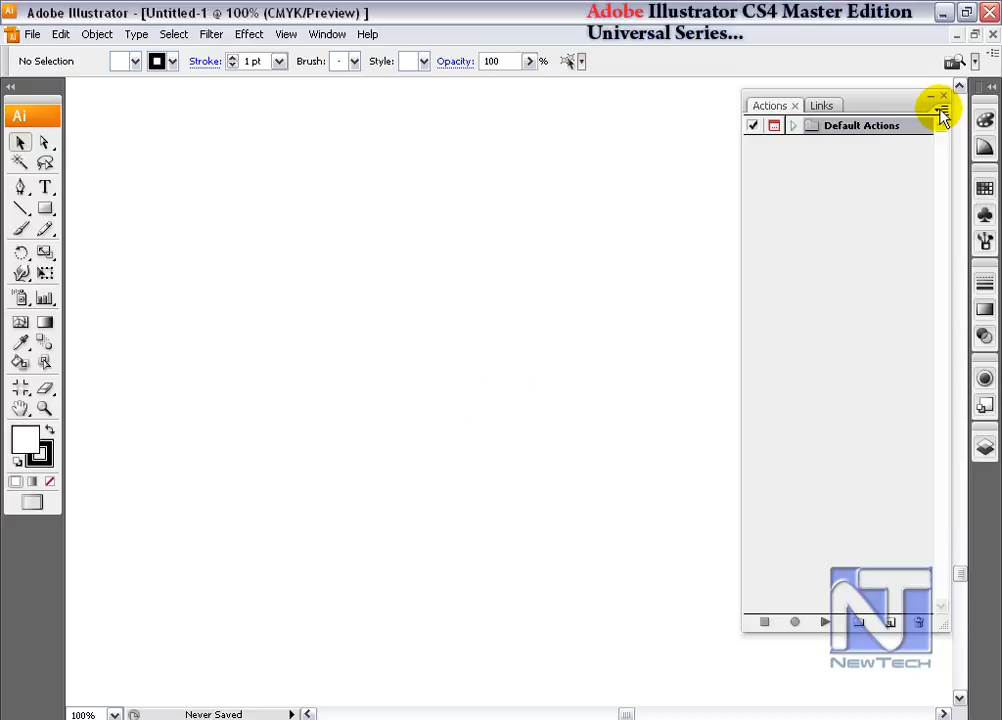 Adobe Illustrator - [Untitled-1 @ 100% (CMYK/Preview) ]
Adobe Illustrator CS4 Master Edition
Universal Series...
File Edit Object Type Select Filter Effect View Window Help
No Selection Stroke: 1 pt Brush: Style: Opacity: 100 %
Ai
T
Actions Links
Default Actions
NT
NewTech
100% Never Saved